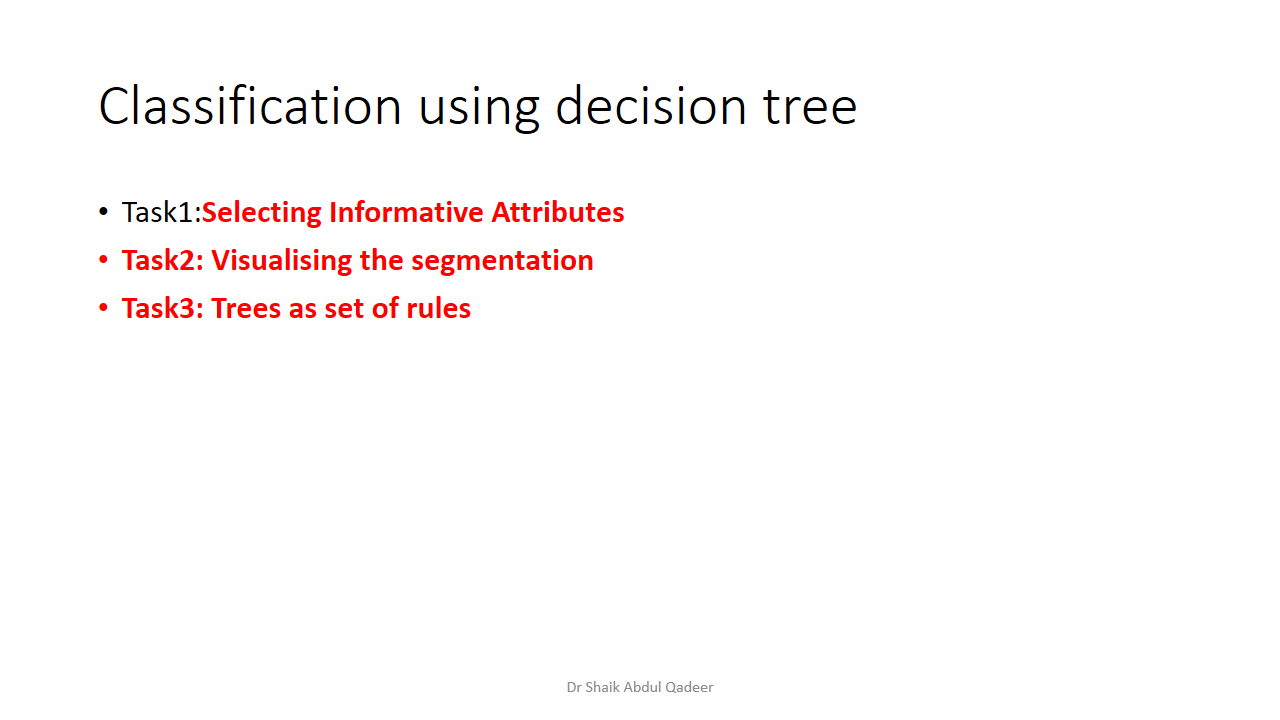 Classification using decision tree
• Task1:Selecting Informative Attributes
• Task2: Visualising the segmentation
• Task3: Trees as set of rules
Dr Shaik Abdul Qadeer